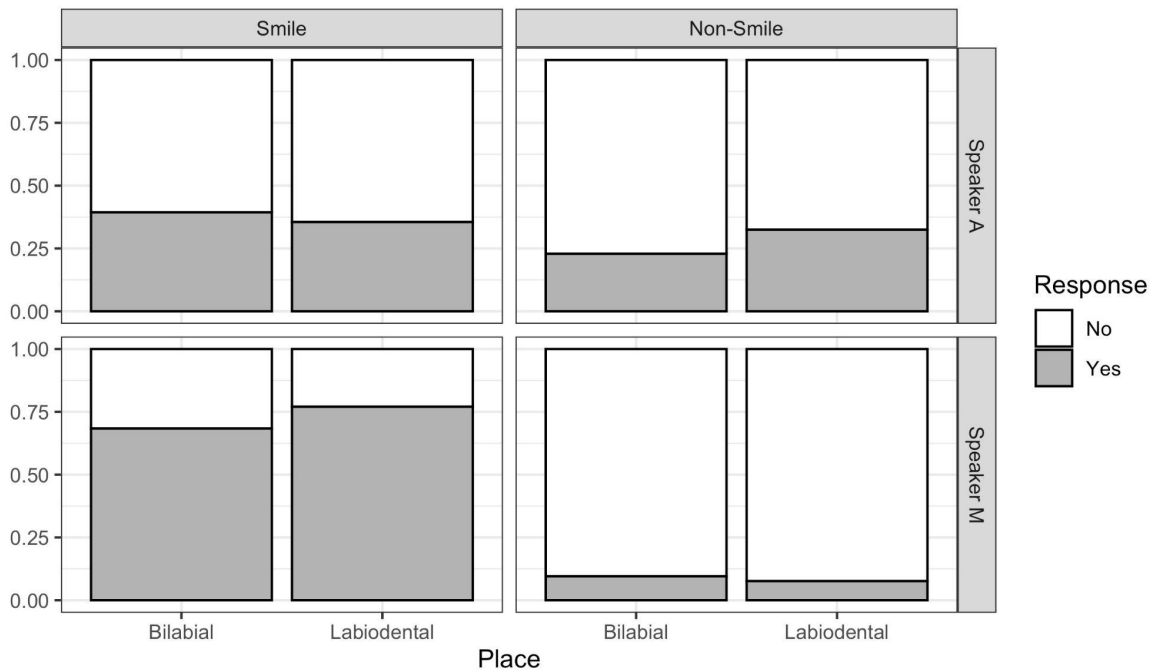 Smile Non-Smile
1.00
0.75
0.50
0.25
0.00
Speaker A
1.00
0.75
0.50
0.25
0.00
Speaker M
Bilabial Labiodental Bilabial Labiodental
Place
Response
No
Yes